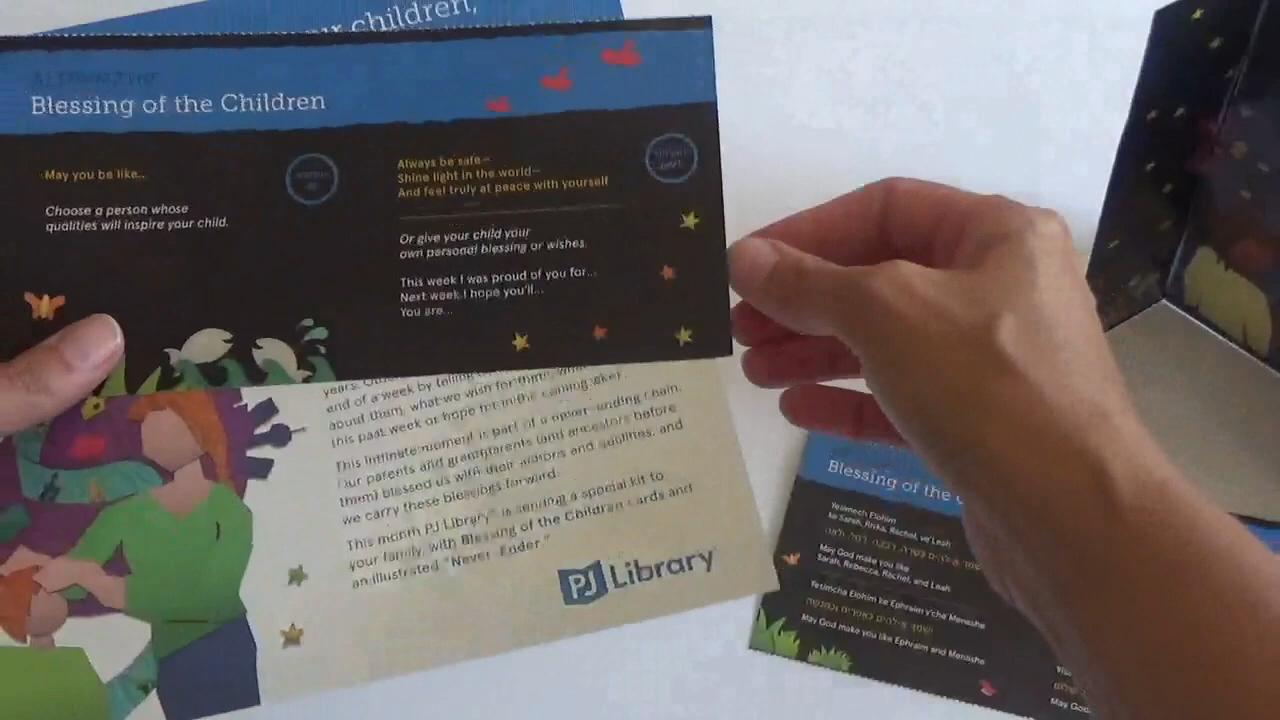 ur children,
ALTERNATIVE
Blessing of the Children
May you be like...
Choose a person whose
qualities will inspire your child.
Always be safe—
Shine light in the world—
And feel truly at peace with yourself
Or give your child your
own personal blessing or wishes.
This week I was proud of you for...
Next week I hope you'll...
You are...
years.
end of a week by telling
about them, what we wish for them,
this past week or hope for in the coming week.
This intimate moment is part of a never-ending chain.
Our parents and grandparents (and ancestors before
them) blessed us with their wisdom and
and
we carry these blessings forward.
This month PJ Library is sending a special kit to
your family, with Blessing of the Children cards and
an illustrated "Never-Ender."
PJ Library
Blessing of the C
Yesimech Elohim
ke Sarah, Rivka, Rachel, ve'Leah
May God make you like
Sarah, Rebecca, Rachel, and Leah
Yesimcha Elohim ke Ephraim v'che Menashe
May God make you like Ephraim and Menashe
May God